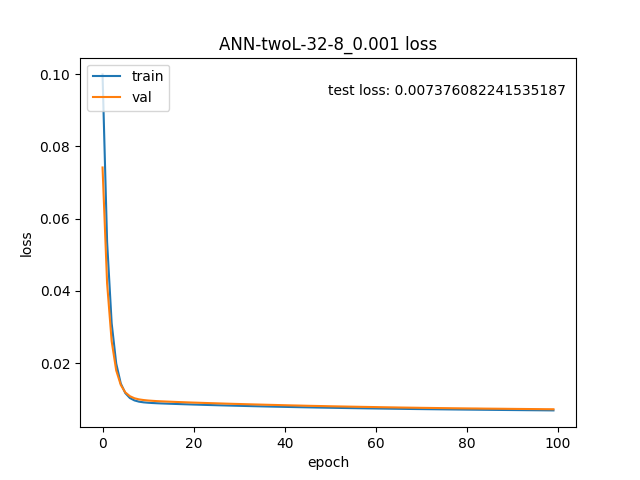 ANN-twoL-32-8_0.001 loss
train
val
test loss: 0.007376082241535187
0.10
0.08
0.06
0.04
0.02
loss
0 20 40 60 80 100
epoch